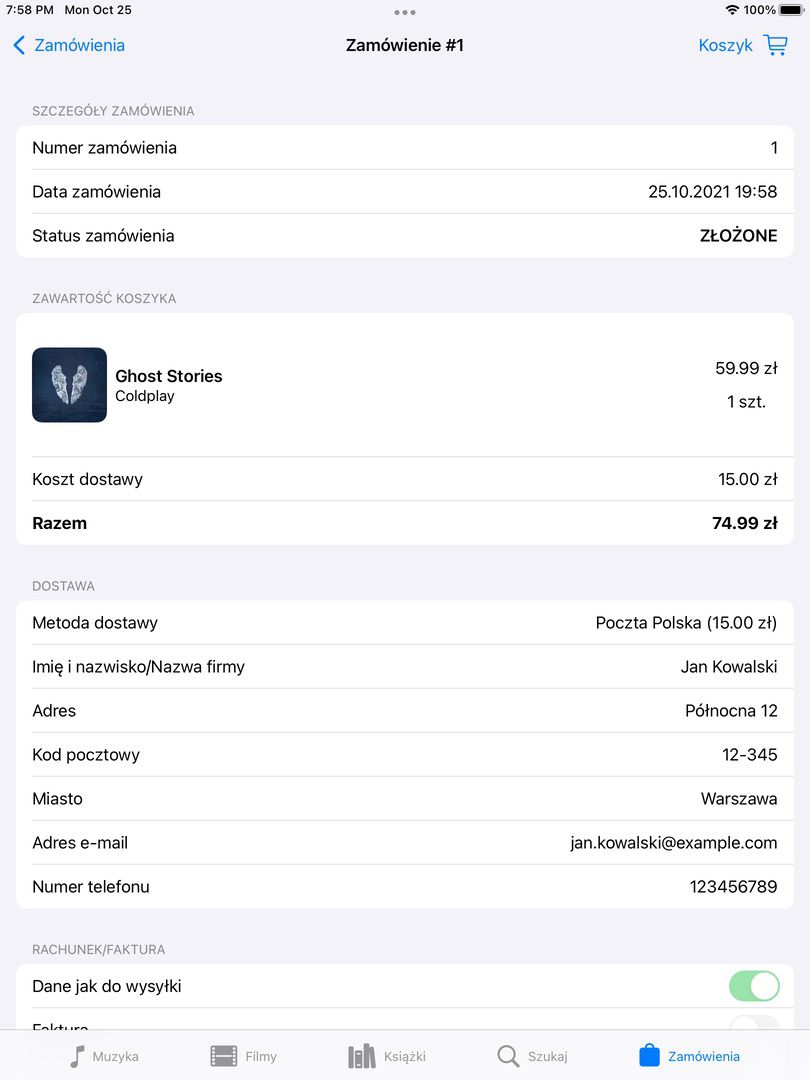 7:58 PM Mon Oct 25 100%
Zamówienia Zamówienie #1 Koszyk
SZCZEGÓŁY ZAMÓWIENIA
Numer zamówienia 1
Data zamówienia 25.10.2021 19:58
Status zamówienia ZŁOŻONE
ZAWARTOŚĆ KOSZYKA
Ghost Stories 59.99 zł
Coldplay 1 szt.
Koszt dostawy 15.00 zł
Razem 74.99 zł
DOSTAWA
Metoda dostawy Poczta Polska (15.00 zł)
Imię i nazwisko/Nazwa firmy Jan Kowalski
Adres Północna 12
Kod pocztowy 12-345
Miasto Warszawa
Adres e-mail jan.kowalski@example.com
Numer telefonu 123456789
RACHUNEK/FAKTURA
Dane jak do wysyłki
Faktura
Muzyka Filmy Książki Szukaj Zamówienia